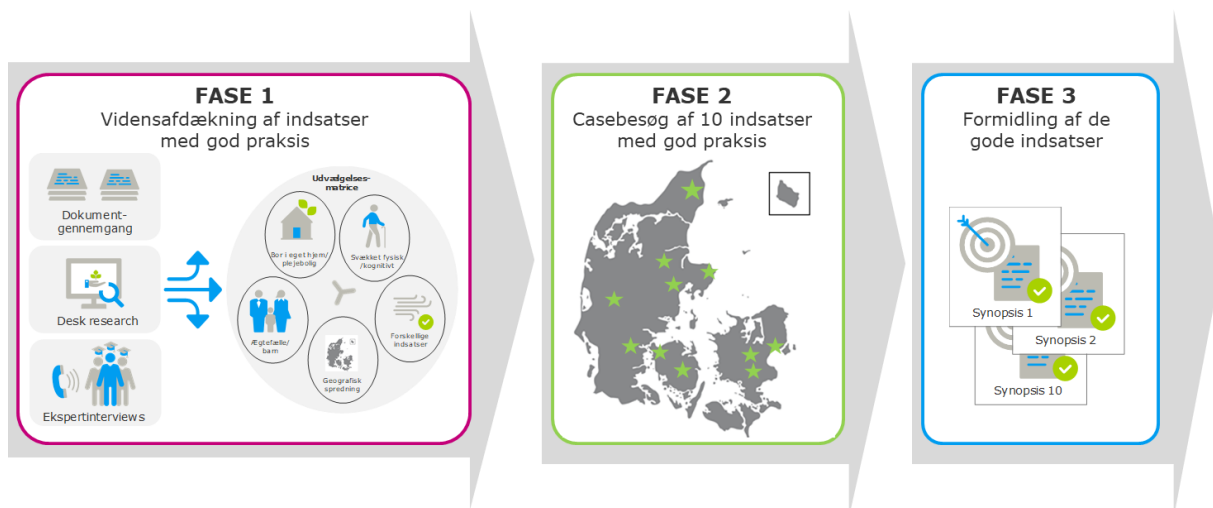 FASE 1
Vidensafdækning af indsatser
med god praksis
Dokument-
gennemgang
Desk research
Ekspertinterviews
Udvælgelses-
matrice
Bor i eget hjem/
plejebolig
Svækket fysisk
/kognitivt
Ægtefælle/
barn
Forskellige
indsatser
Geografisk
spredning
FASE 2
Casebesøg af 10 indsatser
med god praksis
FASE 3
Formidling af de
gode indsatser
Synopsis 1
Synopsis 2
Synopsis 10